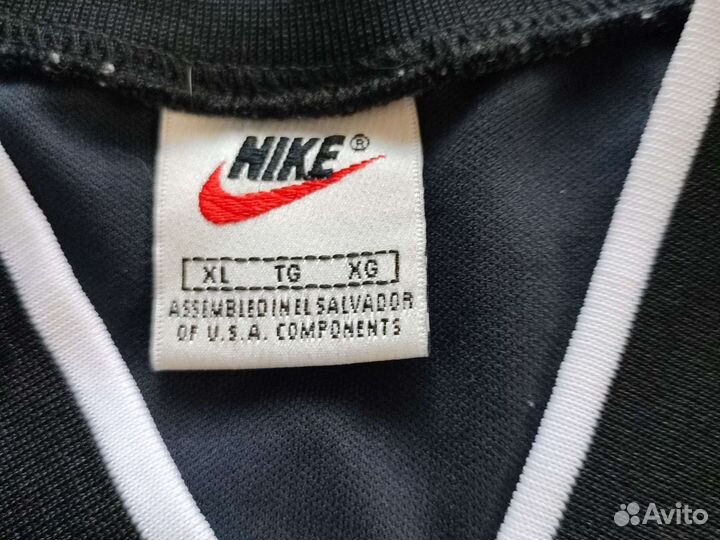 NIKE®
XL TG XG
ASSEMBLED IN EL SALVADOR
OF U.S.A. COMPONENTS
Avito